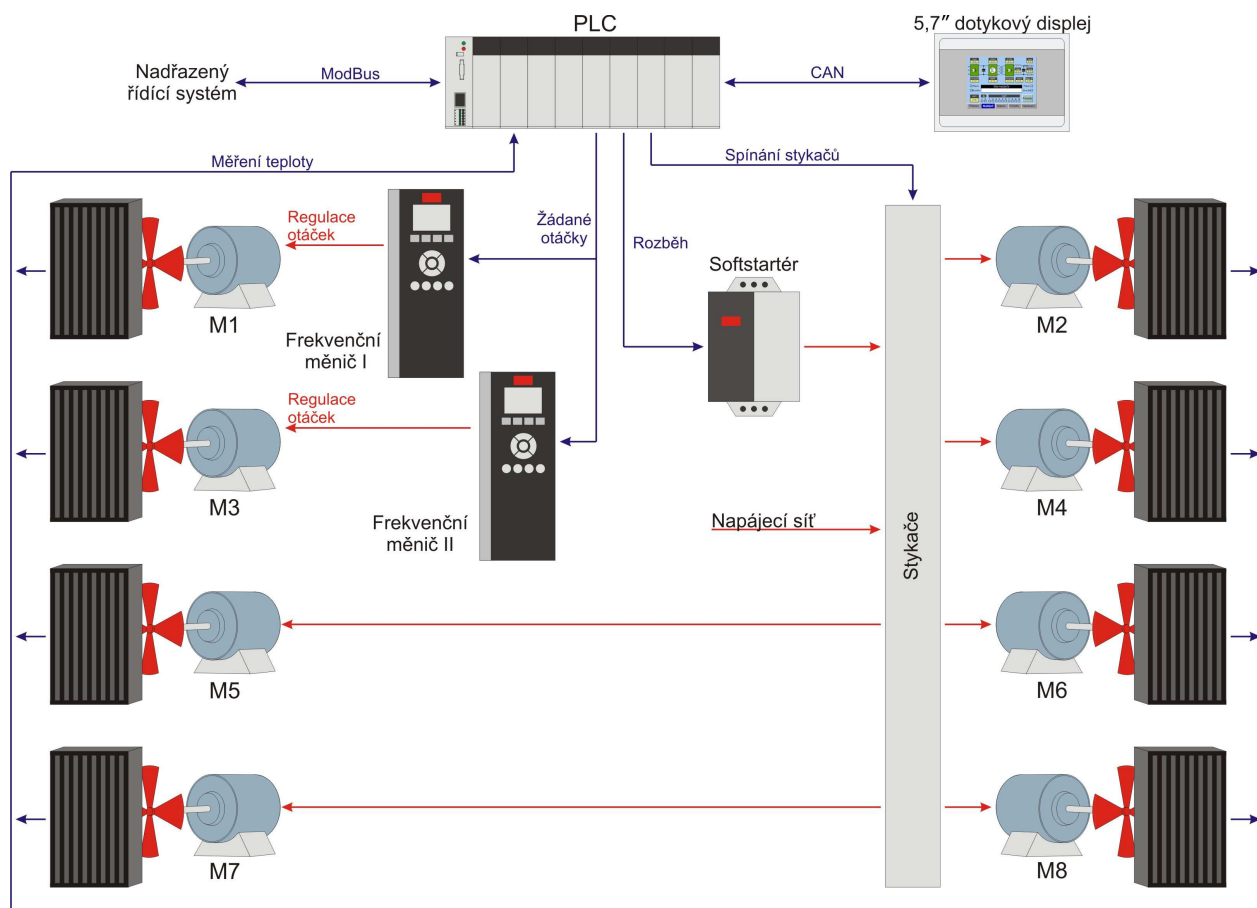 PLC
5,7″ dotykový displej
Nadřazený
řídící systém
ModBus
CAN
Měření teploty
Spínání stykačů
Regulace
otáček
Žádané
otáčky
Rozběh
Softstartér
M1
M2
Frekvenční
měnič I
Regulace
otáček
M3
M4
Frekvenční
měnič II
Napájecí síť
Stykače
M5
M6
M7
M8